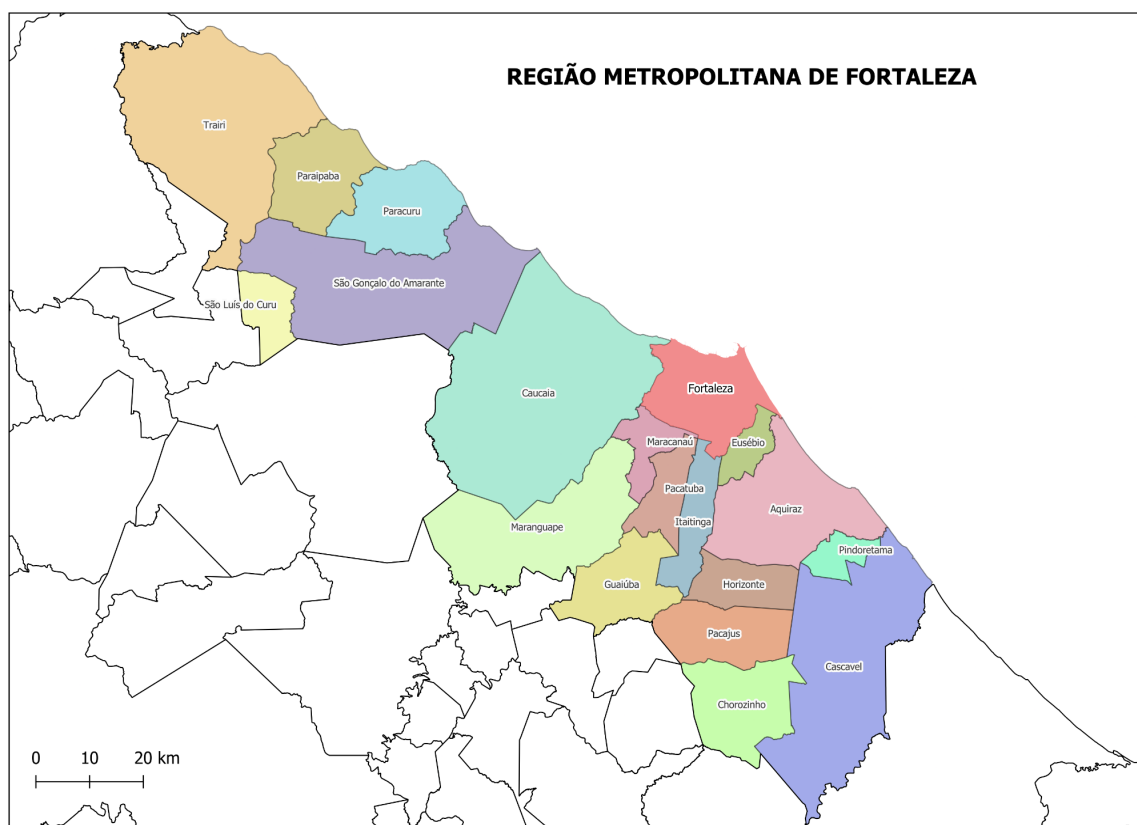 REGIÃO METROPOLITANA DE FORTALEZA
Trairi
Paraipaba
Paracuru
São Gonçalo do Amarante
São Luís do Curu
Caucaia
Fortaleza
Maracanaú
Eusébio
Pacatuba
Itaitinga
Aquiraz
Maranguape
Pindoretama
Guaiúba
Horizonte
Pacajus
Cascavel
Chorozinho
0 10 20 km